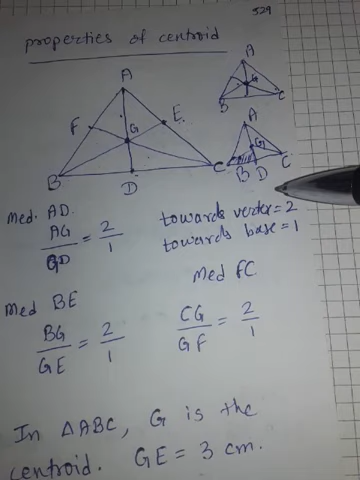 529
properties of centroid
A
F
E
G
B
D
C
A
G
B
C
A
G
B D
C
Med. AD.
AG/GD = 2/1
towards vertex = 2
towards base = 1
Med BE
BG/GE = 2/1
Med FC
CG/GF = 2/1
In △ABC, G is the
centroid. GE = 3 cm.